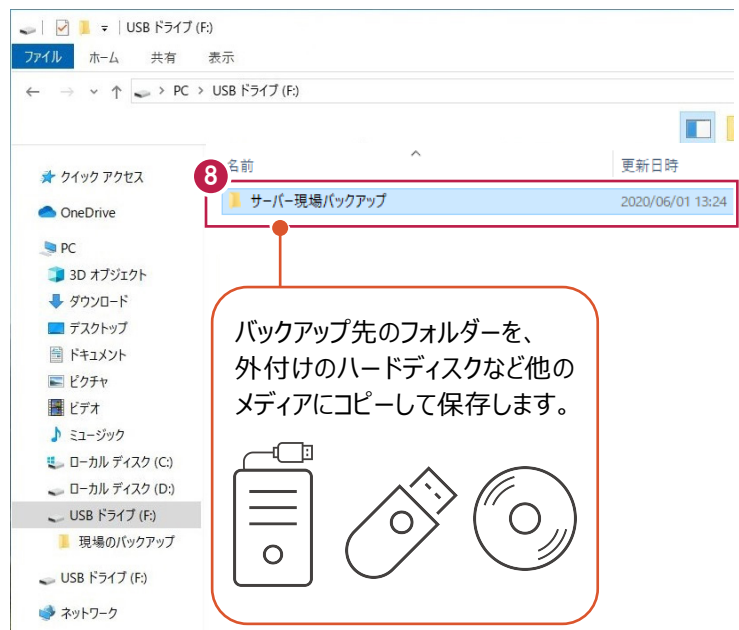 USB ドライブ (F:)
ファイル ホーム 共有 表示
PC > USB ドライブ (F:)
名前 更新日時
8
サーバー現場バックアップ 2020/06/01 13:24
クイック アクセス
OneDrive
PC
3D オブジェクト
ダウンロード
デスクトップ
ドキュメント
ピクチャ
ビデオ
ミュージック
ローカル ディスク (C:)
ローカル ディスク (D:)
USB ドライブ (F:)
現場のバックアップ
USB ドライブ (F:)
ネットワーク
バックアップ先のフォルダーを、
外付けのハードディスクなど他の
メディアにコピーして保存します。